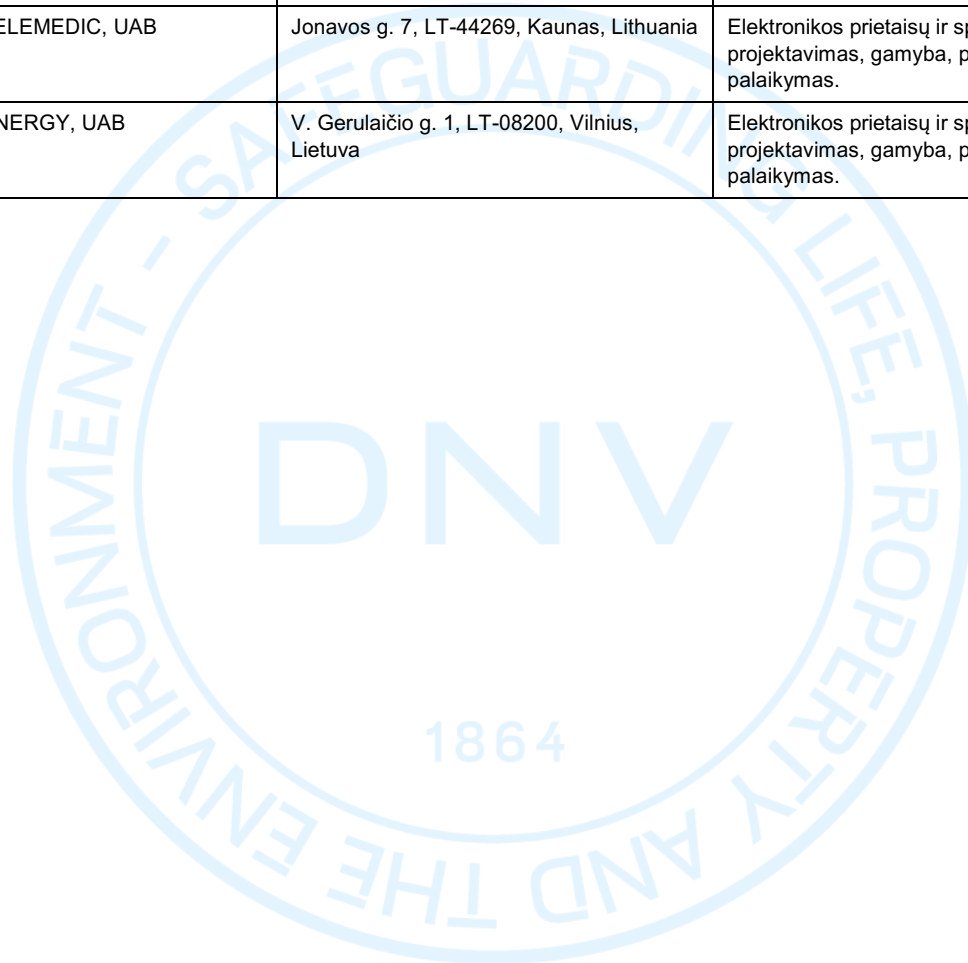 ELEMEDIC, UAB
Jonavos g. 7, LT-44269, Kaunas, Lithuania
Elektronikos prietaisų ir sp
projektavimas, gamyba, p
palaikymas.
NERGY, UAB
V. Gerulaičio g. 1, LT-08200, Vilnius,
Lietuva
Elektronikos prietaisų ir sp
projektavimas, gamyba, p
palaikymas.
SAFEGUARDING LIFE, PROPERTY AND THE ENVIRONMENT -
DNV
1864